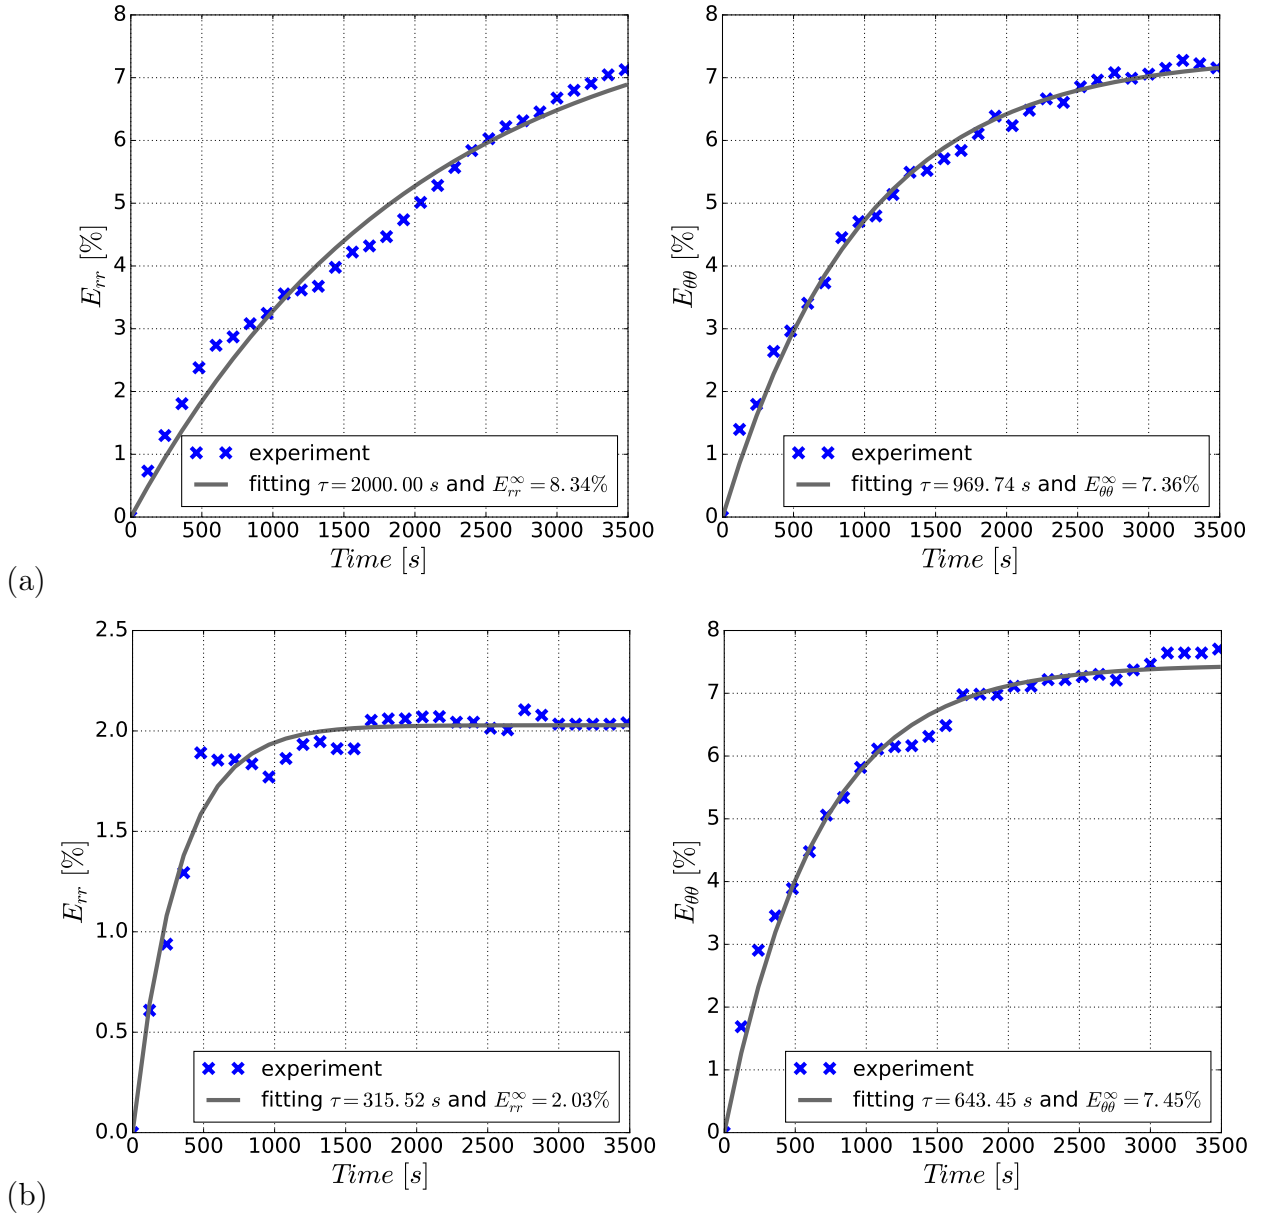 8
7
6
5
4
3
2
1
0
E_rr [%]
experiment
fitting τ=2000.00 s and E_rr^∞=8.34%
0 500 1000 1500 2000 2500 3000 3500
Time [s]
8
7
6
5
4
3
2
1
0
E_θθ [%]
experiment
fitting τ=969.74 s and E_θθ^∞=7.36%
0 500 1000 1500 2000 2500 3000 3500
Time [s]
(a)
2.5
2.0
1.5
1.0
0.5
0.0
E_rr [%]
experiment
fitting τ=315.52 s and E_rr^∞=2.03%
0 500 1000 1500 2000 2500 3000 3500
Time [s]
8
7
6
5
4
3
2
1
0
E_θθ [%]
experiment
fitting τ=643.45 s and E_θθ^∞=7.45%
0 500 1000 1500 2000 2500 3000 3500
Time [s]
(b)